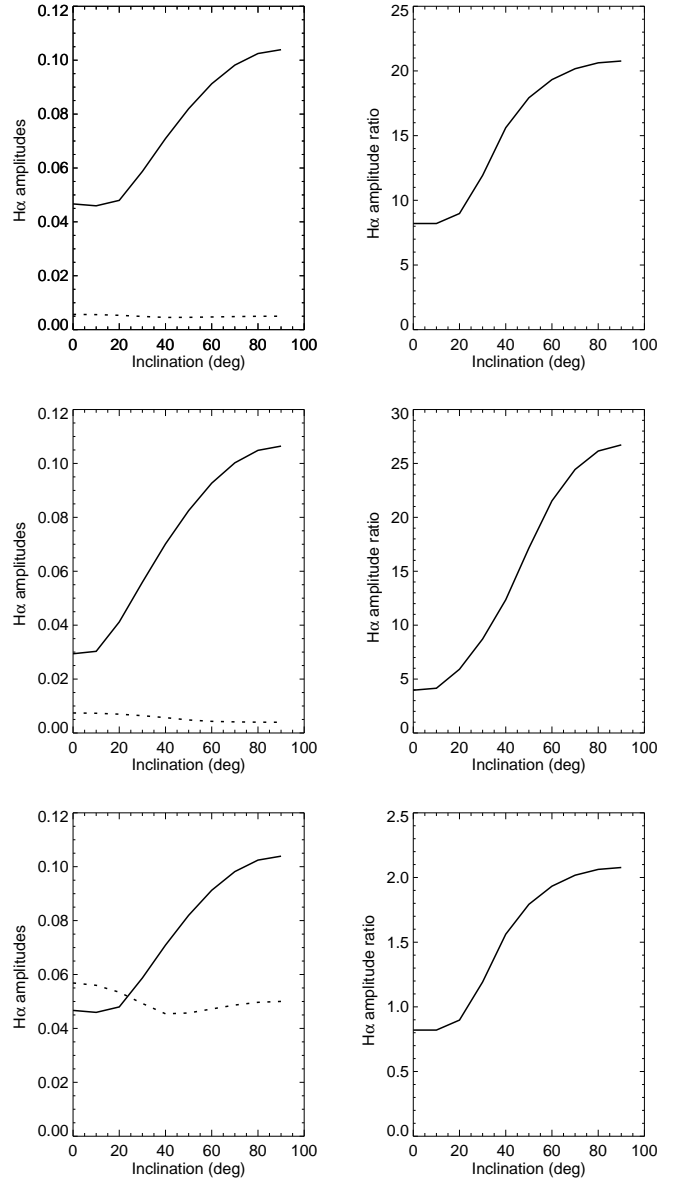 0.12
0.10
0.08
0.06
0.04
0.02
0.00
Hα amplitudes
0 20 40 60 80 100
Inclination (deg)
25
20
15
10
5
0
Hα amplitude ratio
0 20 40 60 80 100
Inclination (deg)
0.12
0.10
0.08
0.06
0.04
0.02
0.00
Hα amplitudes
0 20 40 60 80 100
Inclination (deg)
30
25
20
15
10
5
0
Hα amplitude ratio
0 20 40 60 80 100
Inclination (deg)
0.12
0.10
0.08
0.06
0.04
0.02
0.00
Hα amplitudes
0 20 40 60 80 100
Inclination (deg)
2.5
2.0
1.5
1.0
0.5
0.0
Hα amplitude ratio
0 20 40 60 80 100
Inclination (deg)